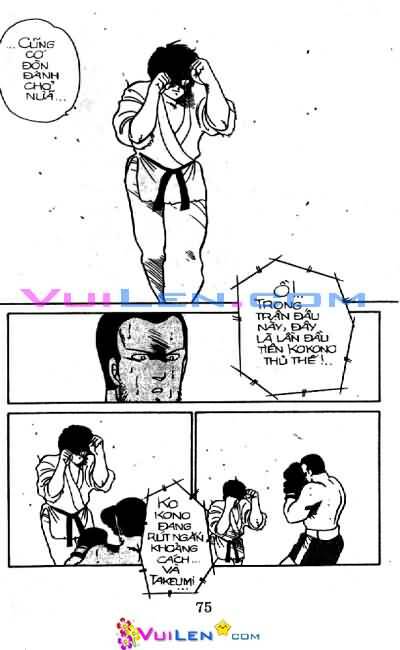 ...CŨNG
CÓ
ĐÒN
ĐÁNH
CHỌ
NỮA...
VUILEN.COM
Ồ!...
TRONG
TRẬN ĐẤU
NÀY, ĐÂY
LÀ LẦN ĐẦU
TIÊN KOKONO
THỦ THẾ!..
KO
KONO
ĐANG
RÚT NGẮN
KHOẢNG
CÁCH...
VÀ
TAKEUMI
...
75
VUILEN.COM